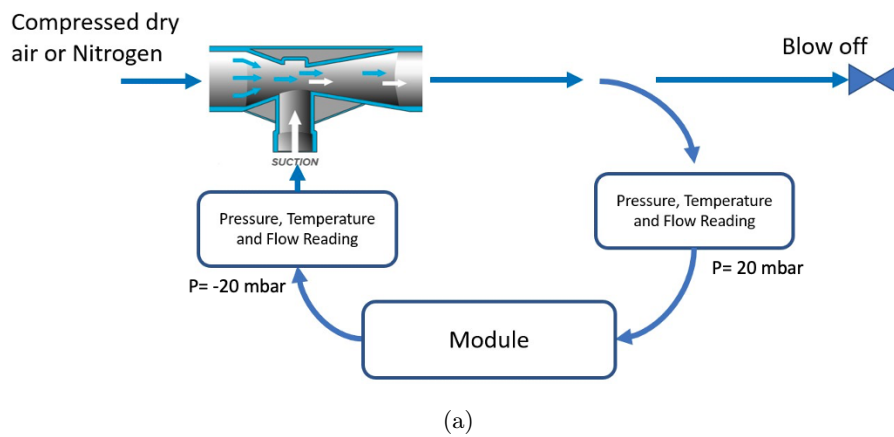 Compressed dry
air or Nitrogen
Blow off
SUCTION
Pressure, Temperature
and Flow Reading
Pressure, Temperature
and Flow Reading
P= -20 mbar
P= 20 mbar
Module
(a)